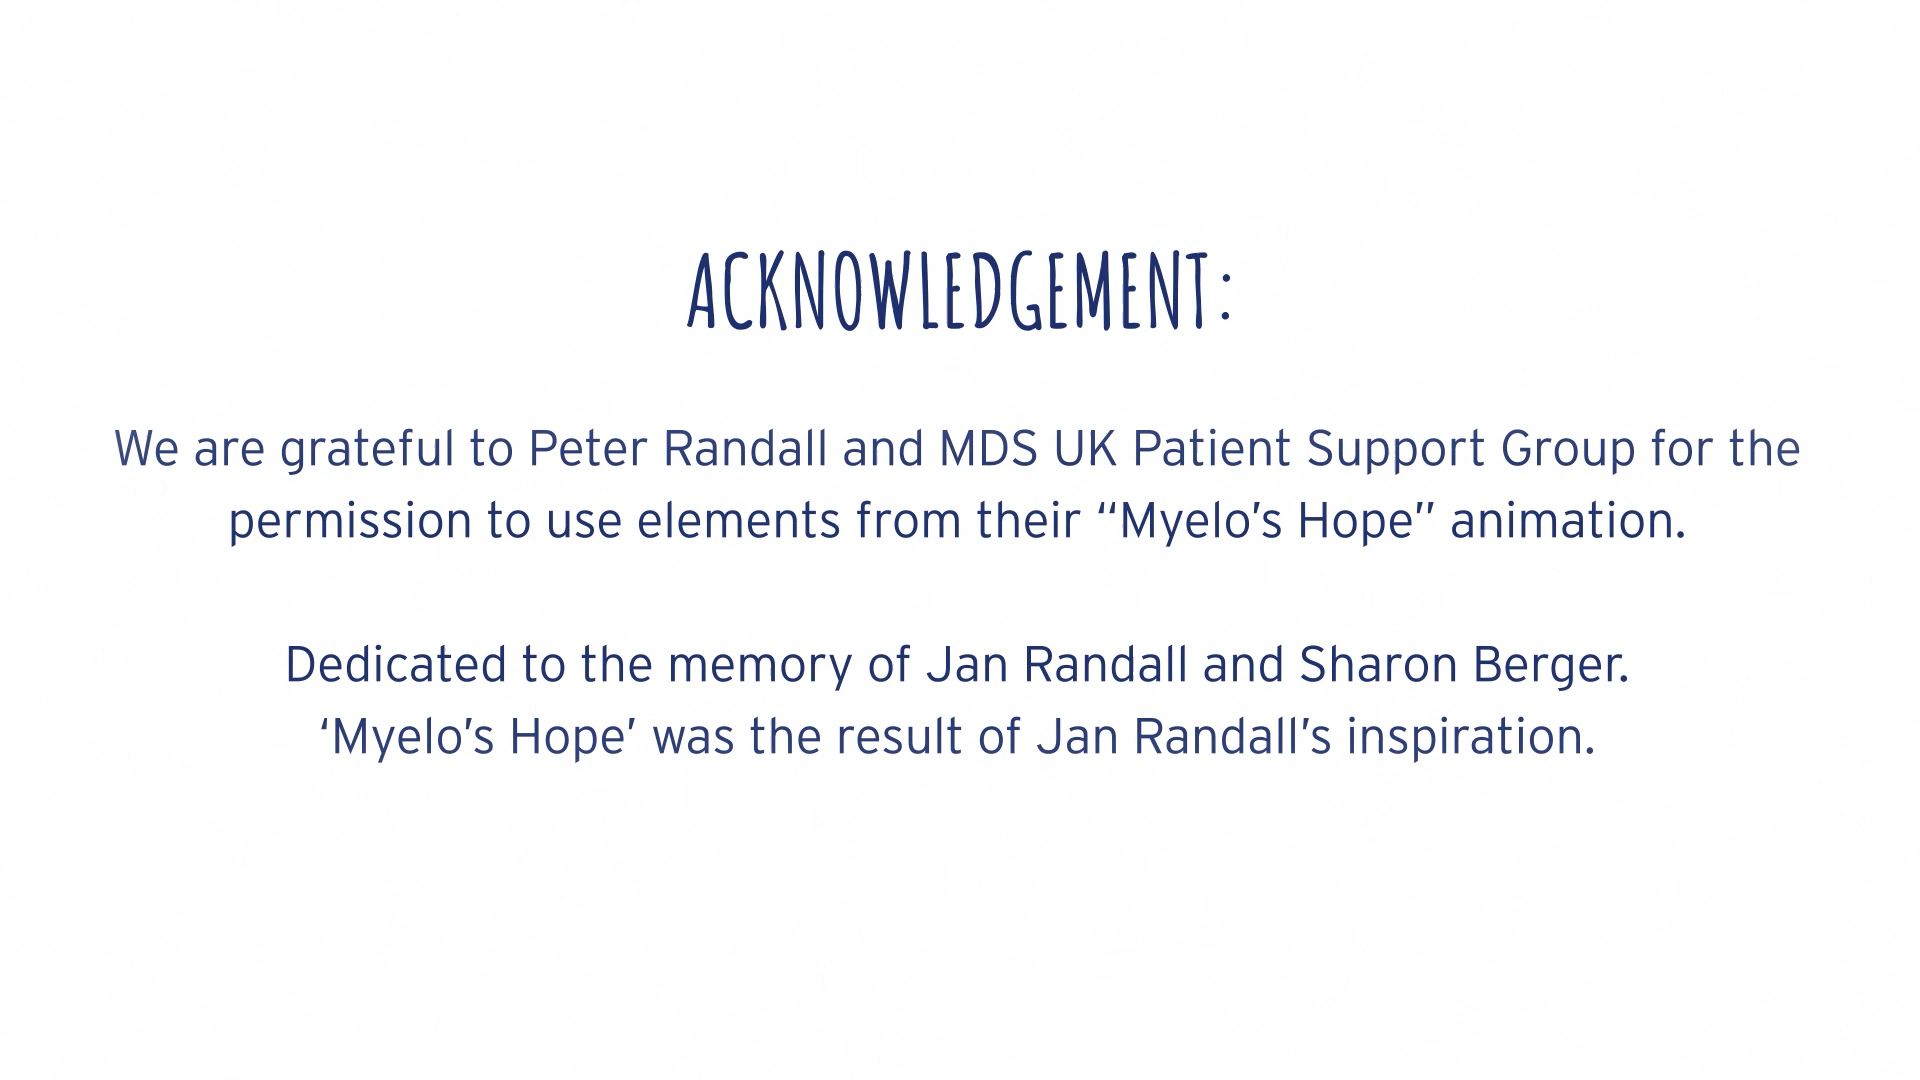 ACKNOWLEDGEMENT:
We are grateful to Peter Randall and MDS UK Patient Support Group for the
permission to use elements from their “Myelo’s Hope” animation.
Dedicated to the memory of Jan Randall and Sharon Berger.
‘Myelo’s Hope’ was the result of Jan Randall’s inspiration.